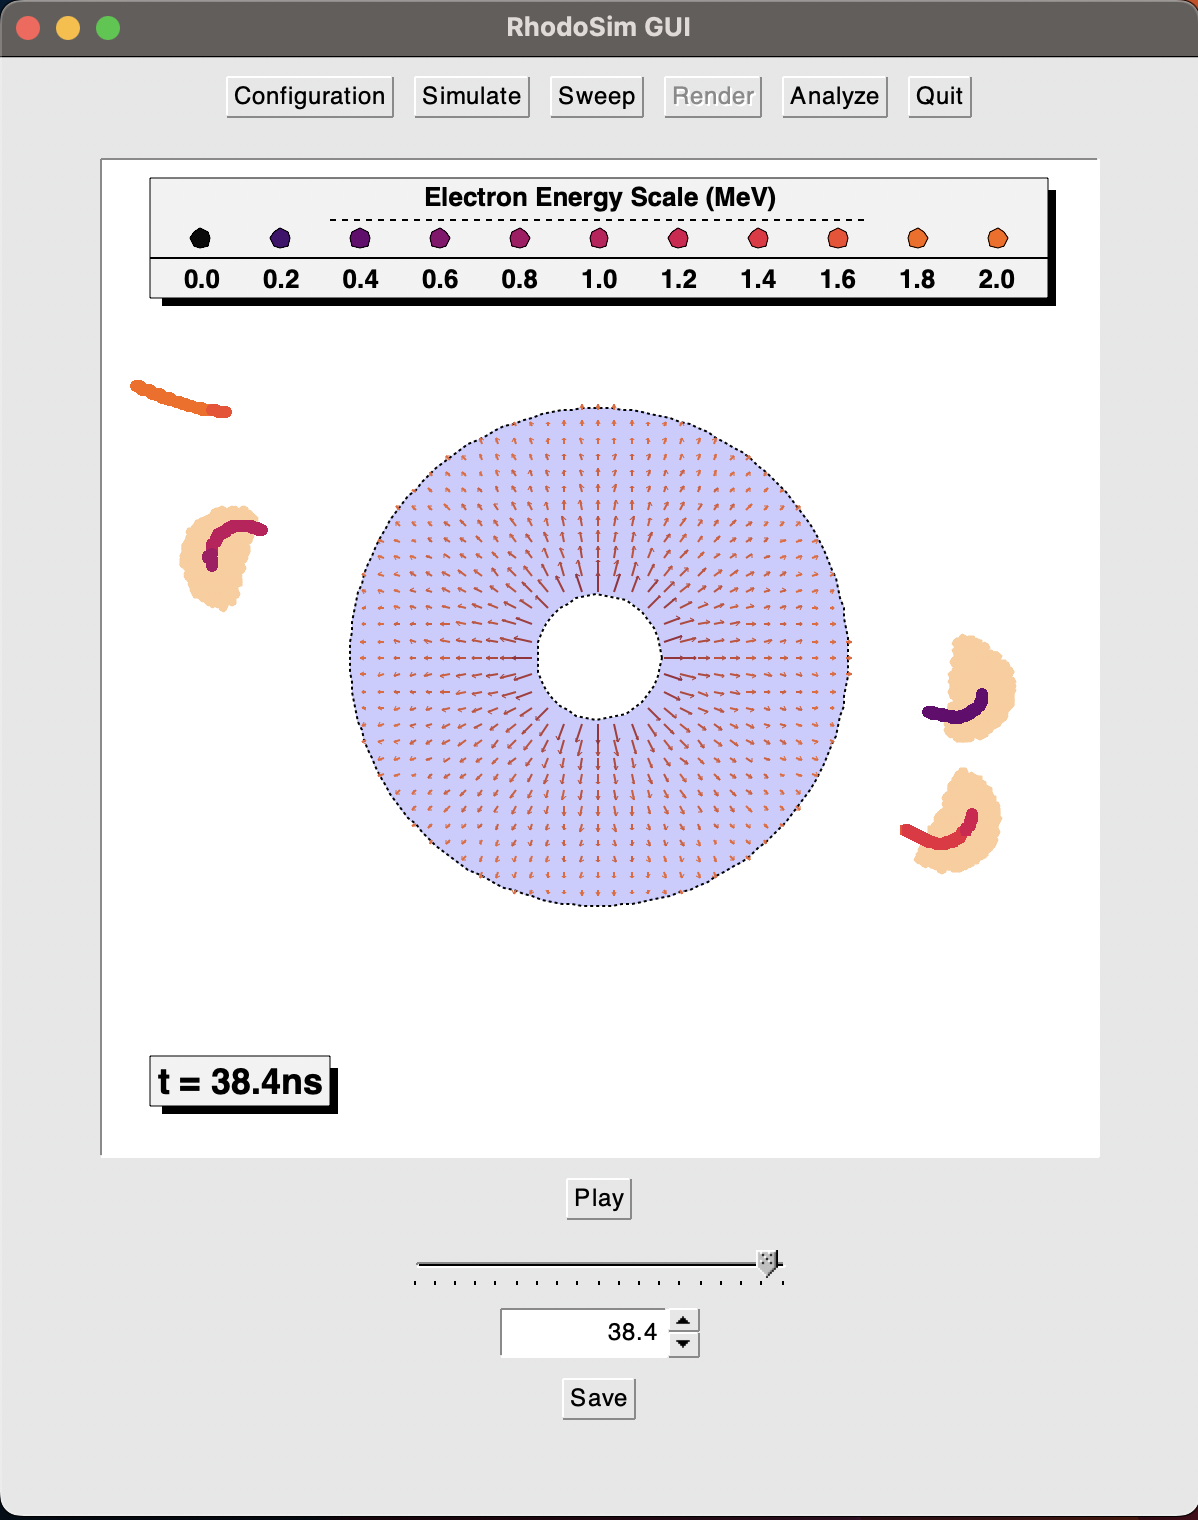 RhodoSim GUI
Configuration Simulate Sweep Render Analyze Quit
Electron Energy Scale (MeV)
0.0 0.2 0.4 0.6 0.8 1.0 1.2 1.4 1.6 1.8 2.0
t = 38.4ns
Play
38.4
Save